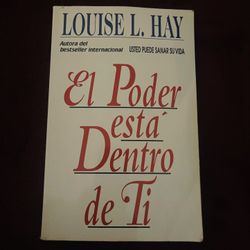 LOUISE L. HAY
Autora del
bestseller internacional USTED PUEDE SANAR SU VIDA
El Poder
está
Dentro
de Ti